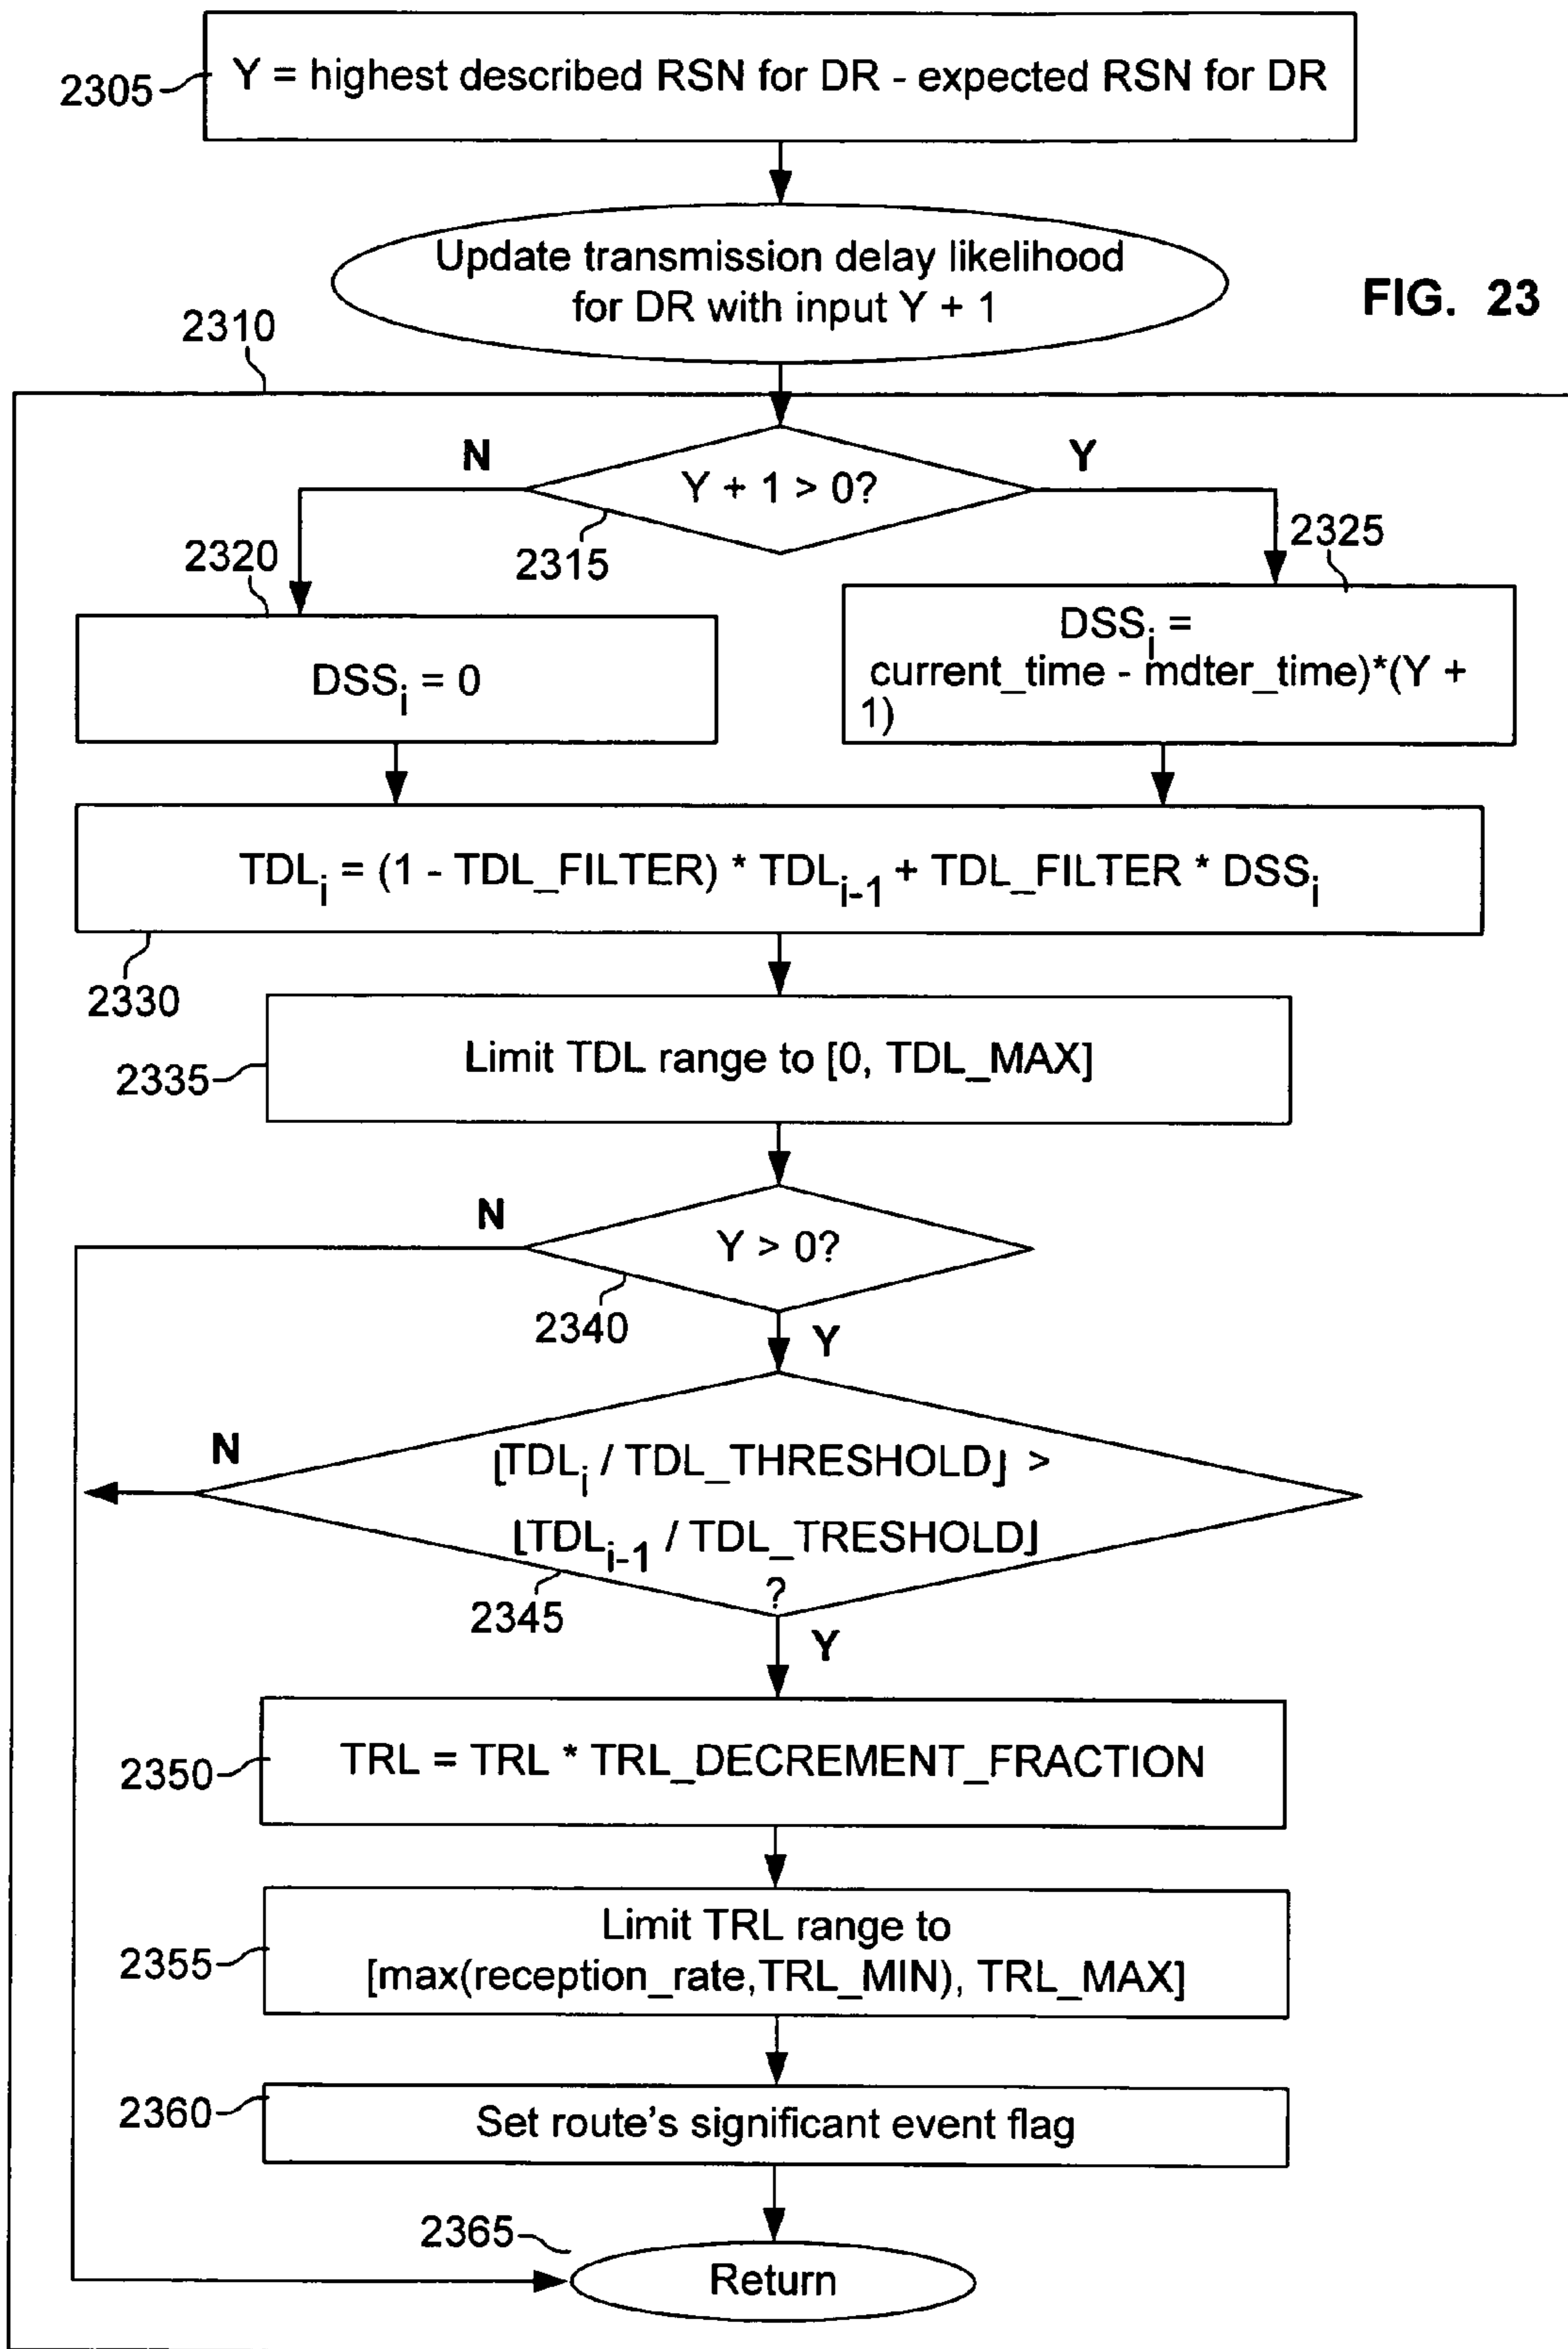 2305
Y = highest described RSN for DR - expected RSN for DR
Update transmission delay likelihood
for DR with input Y + 1
FIG. 23
2310
N
Y
Y + 1 > 0?
2315
2320
2325
DSSi = 0
DSSi =
current_time - mdter_time)*(Y +
1)
TDLi = (1 - TDL_FILTER) * TDLi-1 + TDL_FILTER * DSSi
2330
Limit TDL range to [0, TDL_MAX]
2335
N
Y > 0?
2340
Y
N
⌊TDLi / TDL_THRESHOLD⌋ >
⌊TDLi-1 / TDL_TRESHOLD⌋
?
2345
Y
2350
TRL = TRL * TRL_DECREMENT_FRACTION
Limit TRL range to
2355
[max(reception_rate,TRL_MIN), TRL_MAX]
2360
Set route's significant event flag
2365
Return